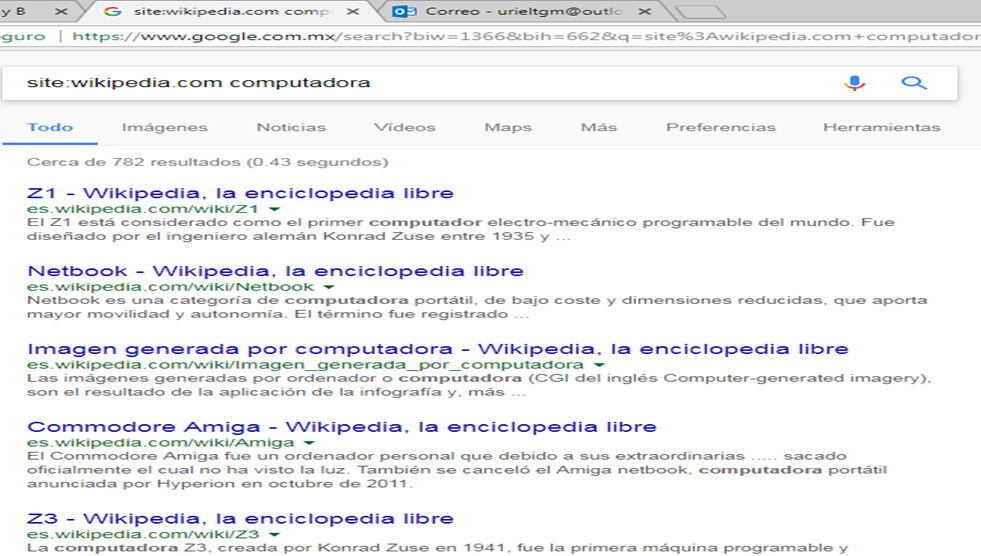 y B
site:wikipedia.com comp
Correo - urieltgm@outlo
guro | https://www.google.com.mx/search?biw=1366&bih=662&q=site%3Awikipedia.com+computador
site:wikipedia.com computadora
Todo Imágenes Noticias Vídeos Maps Más Preferencias Herramientas
Cerca de 782 resultados (0.43 segundos)
Z1 - Wikipedia, la enciclopedia libre
es.wikipedia.com/wiki/Z1
El Z1 está considerado como el primer computador electro-mecánico programable del mundo. Fue
diseñado por el ingeniero alemán Konrad Zuse entre 1935 y ...
Netbook - Wikipedia, la enciclopedia libre
es.wikipedia.com/wiki/Netbook
Netbook es una categoría de computadora portátil, de bajo coste y dimensiones reducidas, que aporta
mayor movilidad y autonomía. El término fue registrado ...
Imagen generada por computadora - Wikipedia, la enciclopedia libre
es.wikipedia.com/wiki/Imagen_generada_por_computadora
Las imágenes generadas por ordenador o computadora (CGI del inglés Computer-generated imagery),
son el resultado de la aplicación de la infografía y, más ...
Commodore Amiga - Wikipedia, la enciclopedia libre
es.wikipedia.com/wiki/Amiga
El Commodore Amiga fue un ordenador personal que debido a sus extraordinarias ..... sacado
oficialmente el cual no ha visto la luz. También se canceló el Amiga netbook, computadora portátil
anunciada por Hyperion en octubre de 2011.
Z3 - Wikipedia, la enciclopedia libre
es.wikipedia.com/wiki/Z3
La computadora Z3, creada por Konrad Zuse en 1941, fue la primera máquina programable y